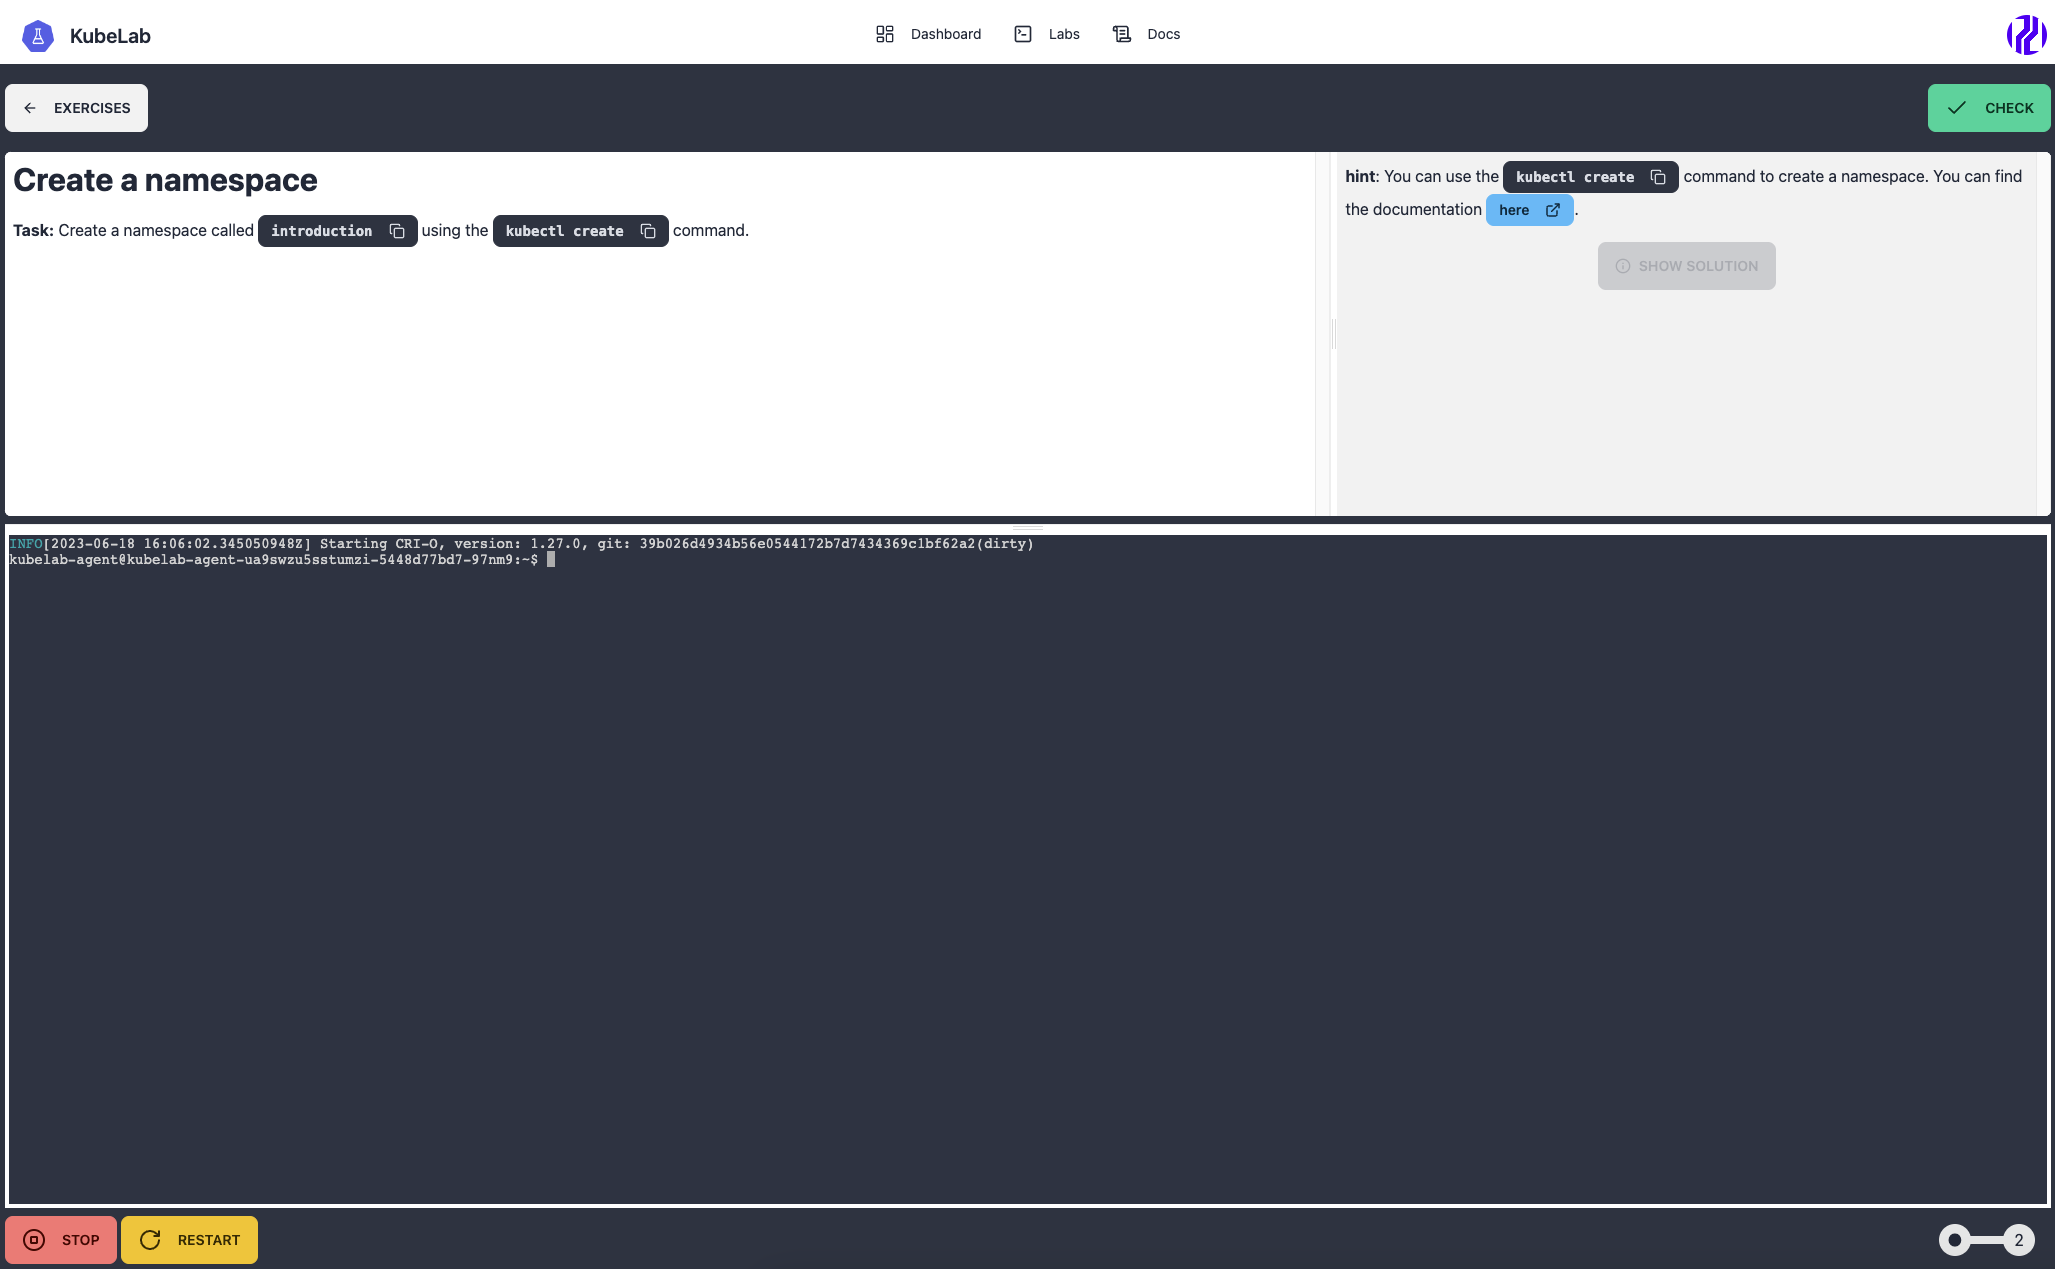 KubeLab
Dashboard
Labs
Docs
EXERCISES
CHECK
Create a namespace
Task: Create a namespace called introduction using the kubectl create command.
hint: You can use the kubectl create command to create a namespace. You can find
the documentation here .
SHOW SOLUTION
INFO[2023-06-18 16:06:02.345050948Z] Starting CRI-O, version: 1.27.0, git: 39b026d4934b56e0544172b7d7434369c1bf62a2(dirty)
kubelab-agent@kubelab-agent-ua9swzu5sstumzi-5448d77bd7-97nm9:~$
STOP
RESTART
2